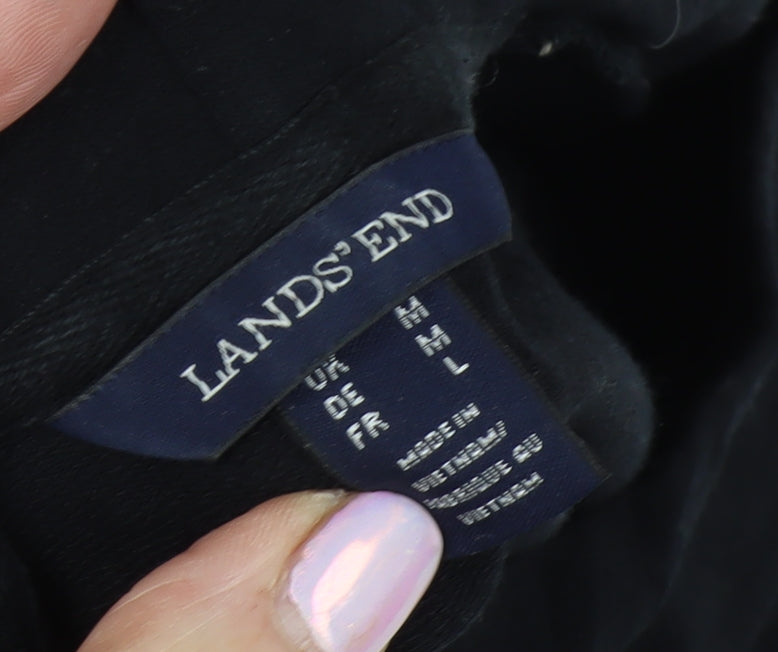 LANDS' END
UK M
DE M
FR L
MADE IN
VIETNAM/
FABRIQUÉ AU
VIETNAM